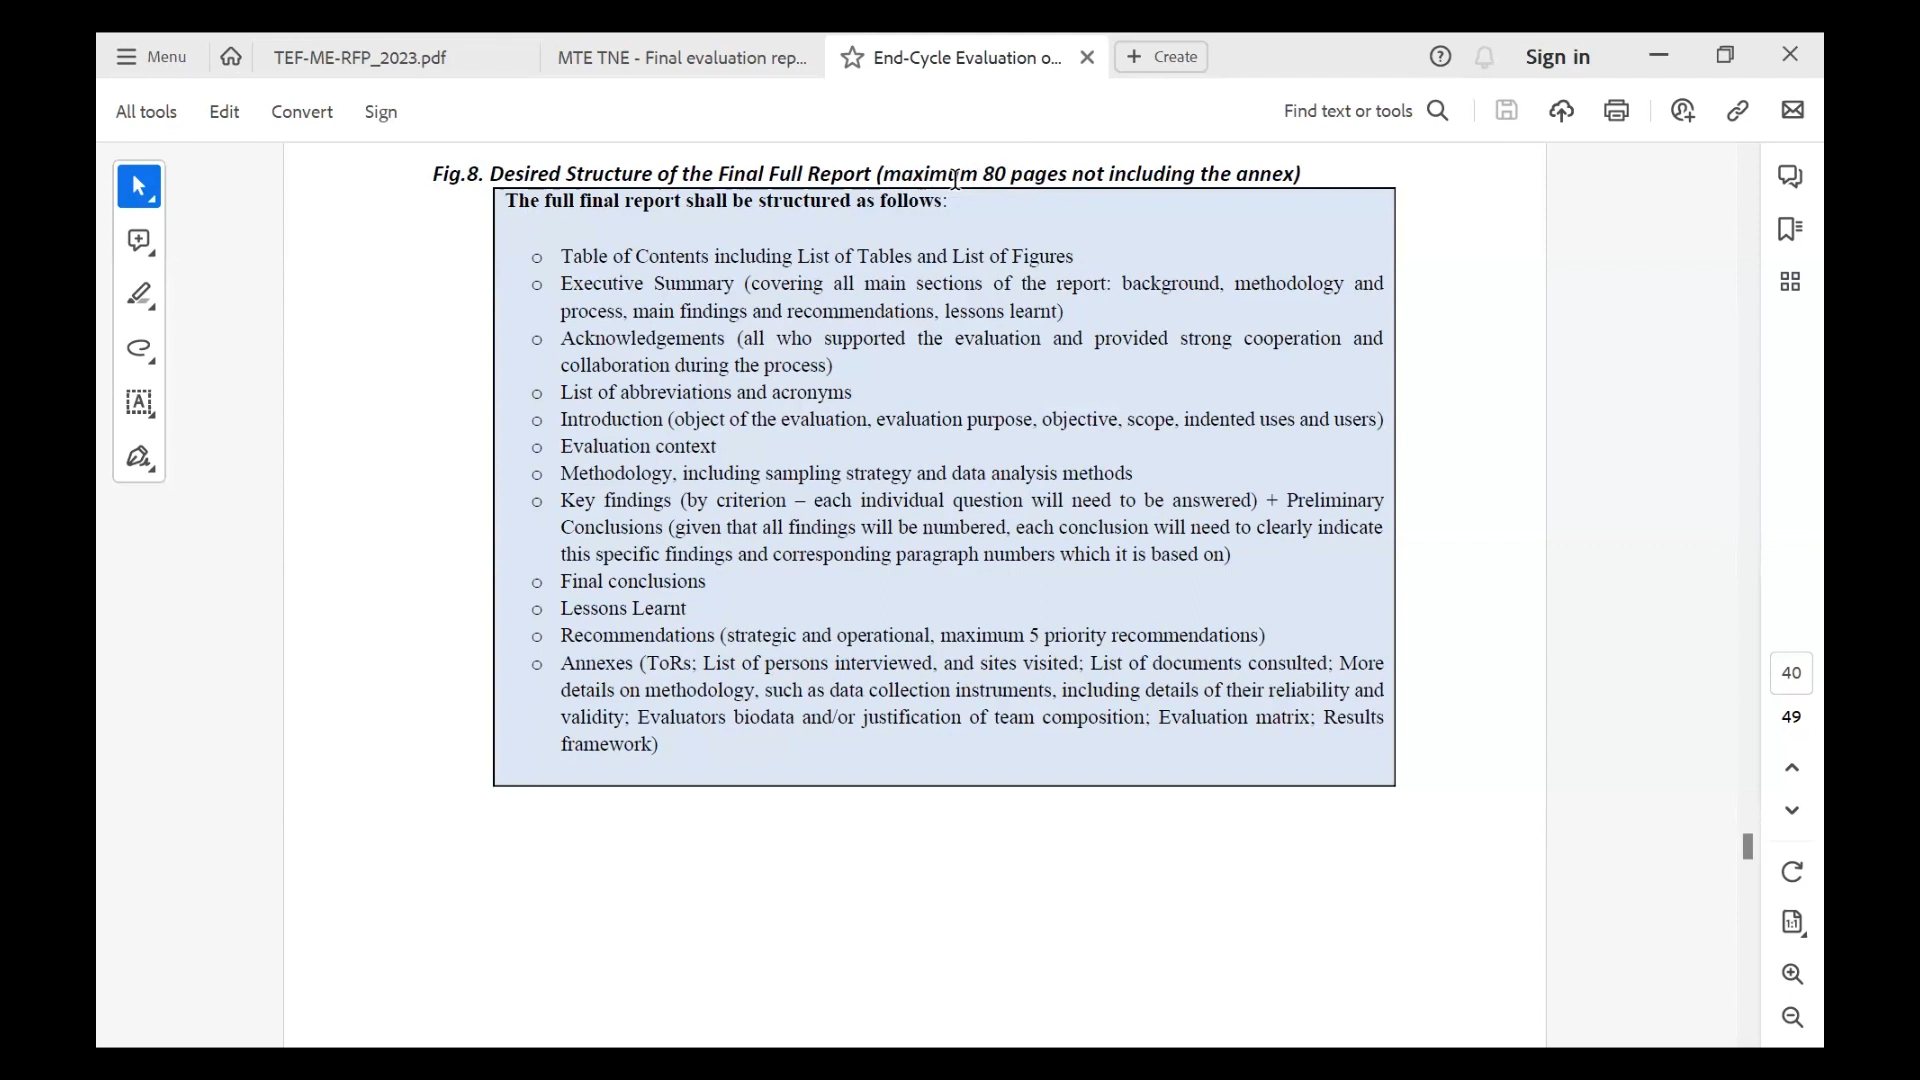 Menu
TEF-ME-RFP_2023.pdf
MTE TNE - Final evaluation rep...
End-Cycle Evaluation o...
Create
Sign in
All tools
Edit
Convert
Sign
Find text or tools
Fig.8. Desired Structure of the Final Full Report (maximum 80 pages not including the annex)
The full final report shall be structured as follows:
o Table of Contents including List of Tables and List of Figures
o Executive Summary (covering all main sections of the report: background, methodology and
process, main findings and recommendations, lessons learnt)
o Acknowledgements (all who supported the evaluation and provided strong cooperation and
collaboration during the process)
o List of abbreviations and acronyms
o Introduction (object of the evaluation, evaluation purpose, objective, scope, indented uses and users)
o Evaluation context
o Methodology, including sampling strategy and data analysis methods
o Key findings (by criterion – each individual question will need to be answered) + Preliminary
Conclusions (given that all findings will be numbered, each conclusion will need to clearly indicate
this specific findings and corresponding paragraph numbers which it is based on)
o Final conclusions
o Lessons Learnt
o Recommendations (strategic and operational, maximum 5 priority recommendations)
o Annexes (ToRs; List of persons interviewed, and sites visited; List of documents consulted; More
details on methodology, such as data collection instruments, including details of their reliability and
validity; Evaluators biodata and/or justification of team composition; Evaluation matrix; Results
framework)
40
49